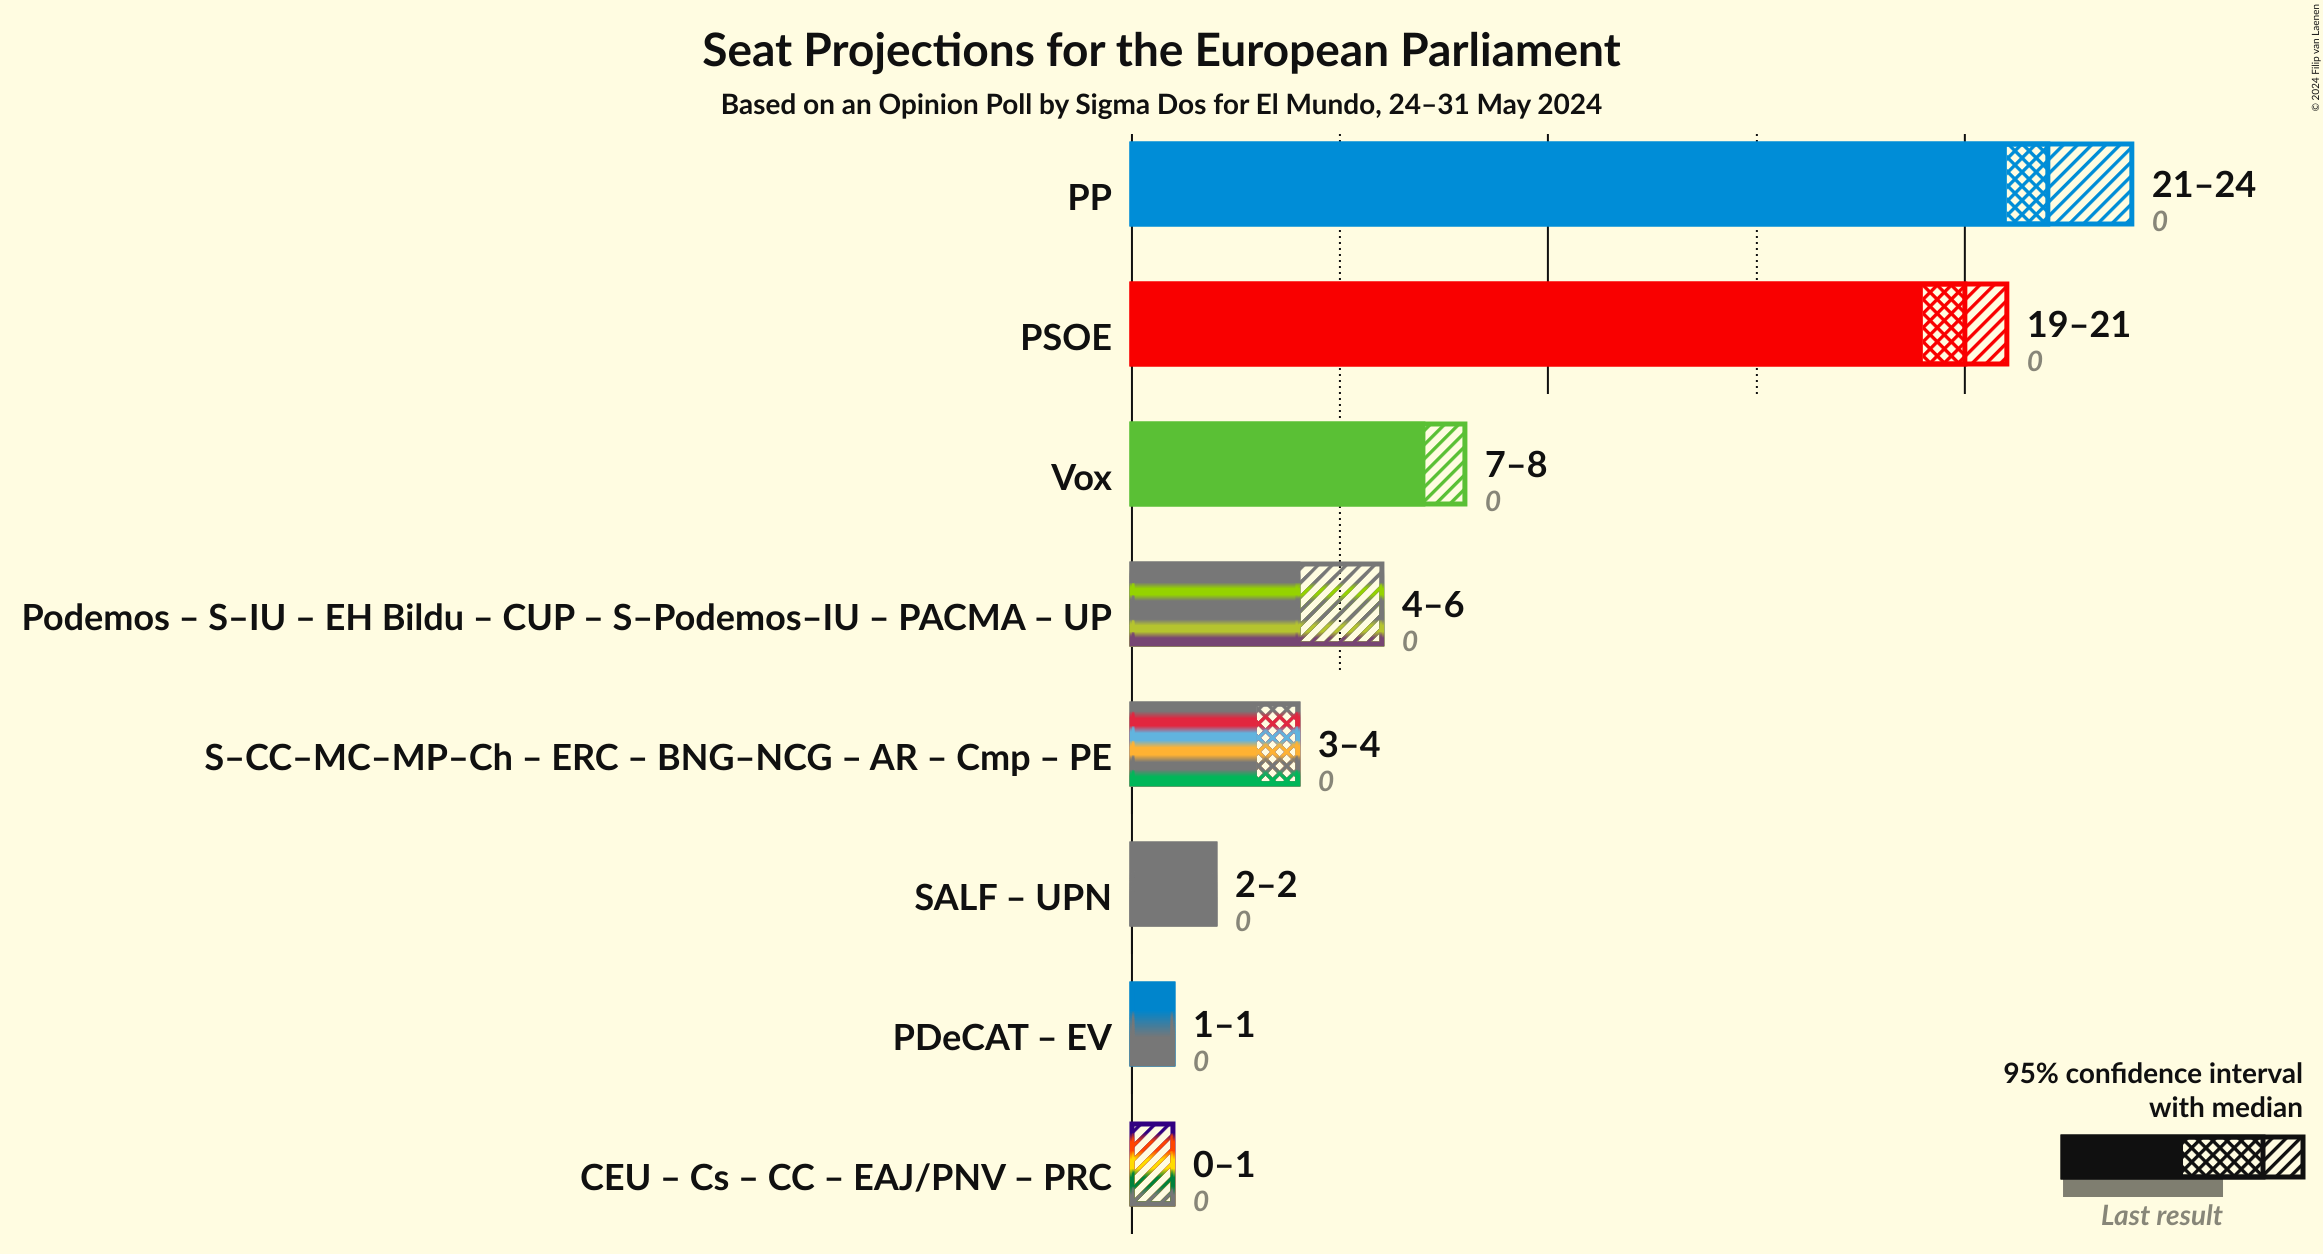 © 2024 Filip van Laenen
Seat Projections for the European Parliament
Based on an Opinion Poll by Sigma Dos for El Mundo, 24–31 May 2024
PP
21–24
0
PSOE
19–21
0
Vox
7–8
0
Podemos – S–IU – EH Bildu – CUP – S–Podemos–IU – PACMA – UP
4–6
0
S–CC–MC–MP–Ch – ERC – BNG–NCG – AR – Cmp – PE
3–4
0
SALF – UPN
2–2
0
PDeCAT – EV
1–1
0
CEU – Cs – CC – EAJ/PNV – PRC
0–1
0
95% confidence interval
with median
Last result